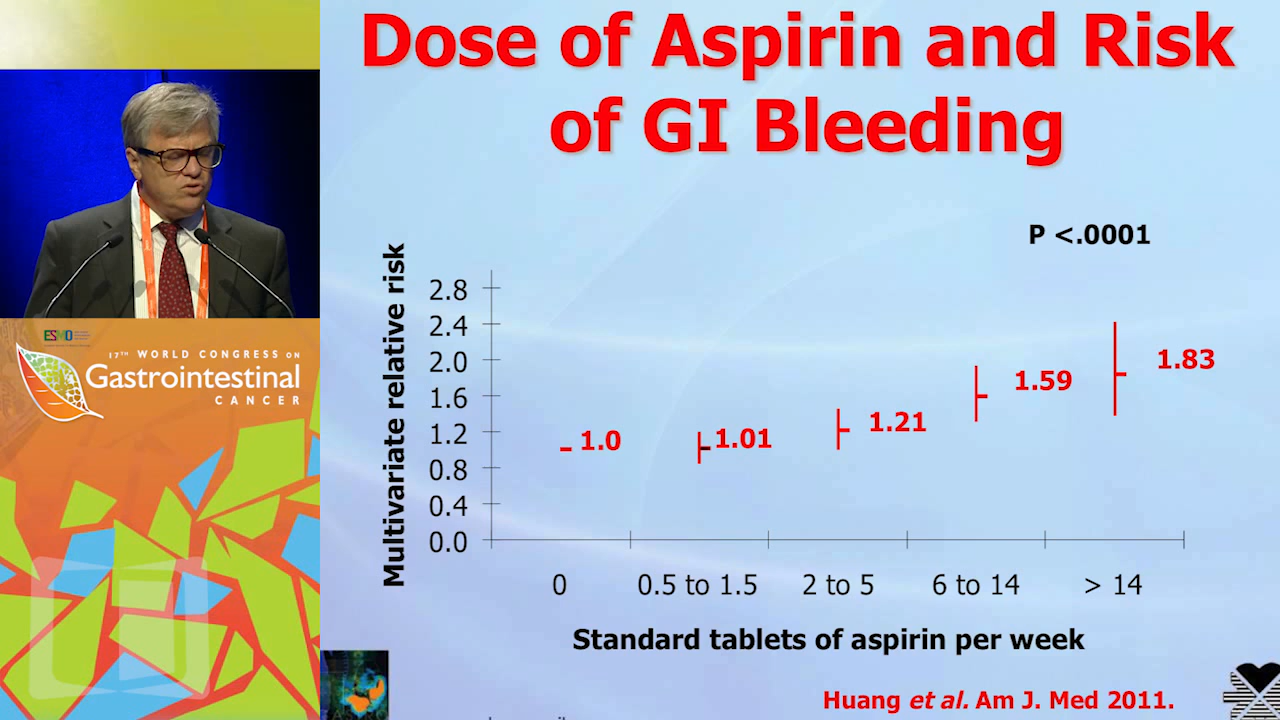 Dose of Aspirin and Risk
of GI Bleeding
P <.0001
Multivariate relative risk
2.8
2.4
2.0
1.6
1.2
0.8
0.4
0.0
1.0
1.01
1.21
1.59
1.83
0
0.5 to 1.5
2 to 5
6 to 14
> 14
Standard tablets of aspirin per week
Huang et al. Am J. Med 2011.
ESMO
17TH WORLD CONGRESS ON
Gastrointestinal
CANCER